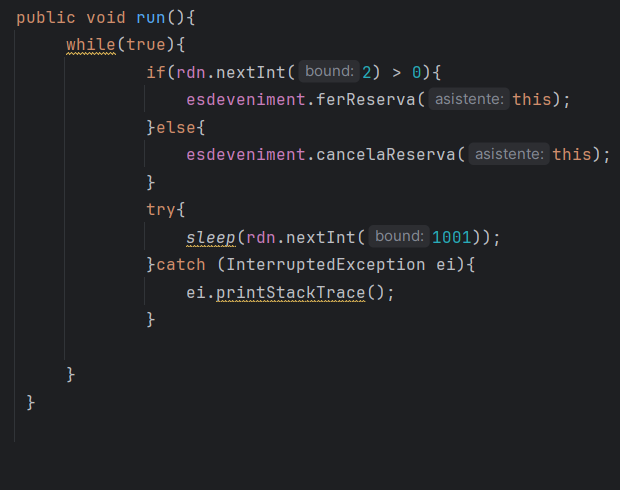 public void run(){
while(true){
if(rdn.nextInt( bound: 2) > 0){
esdeveniment.ferReserva( asistente: this);
}else{
esdeveniment.cancelaReserva( asistente: this);
}
try{
sleep(rdn.nextInt( bound: 1001));
}catch (InterruptedException ei){
ei.printStackTrace();
}
}
}